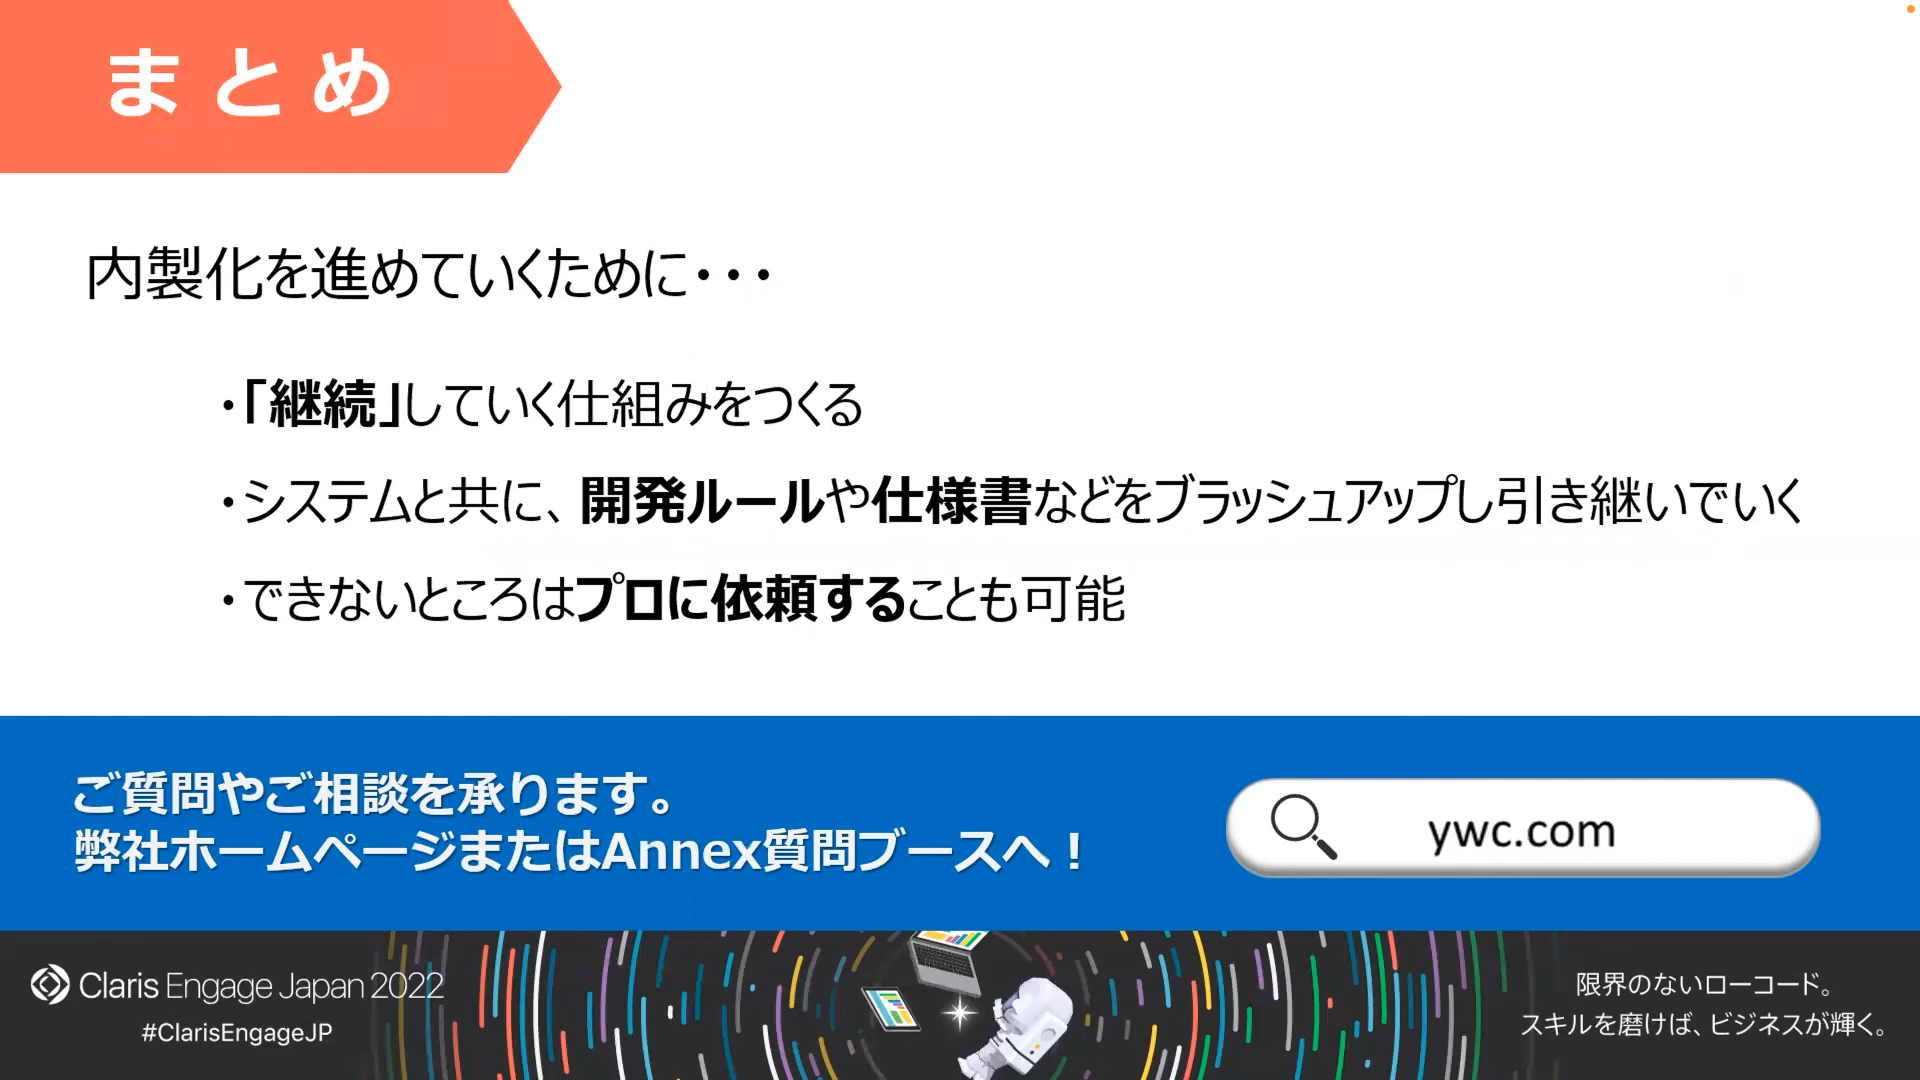 まとめ
内製化を進めていくために・・・
・「継続」していく仕組みをつくる
・システムと共に、開発ルールや仕様書などをブラッシュアップし引き継いでいく
・できないところはプロに依頼することも可能
ご質問やご相談を承ります。
弊社ホームページまたはAnnex質問ブースへ！
ywc.com
Claris Engage Japan 2022
#ClarisEngageJP
限界のないローコード。
スキルを磨けば、ビジネスが輝く。